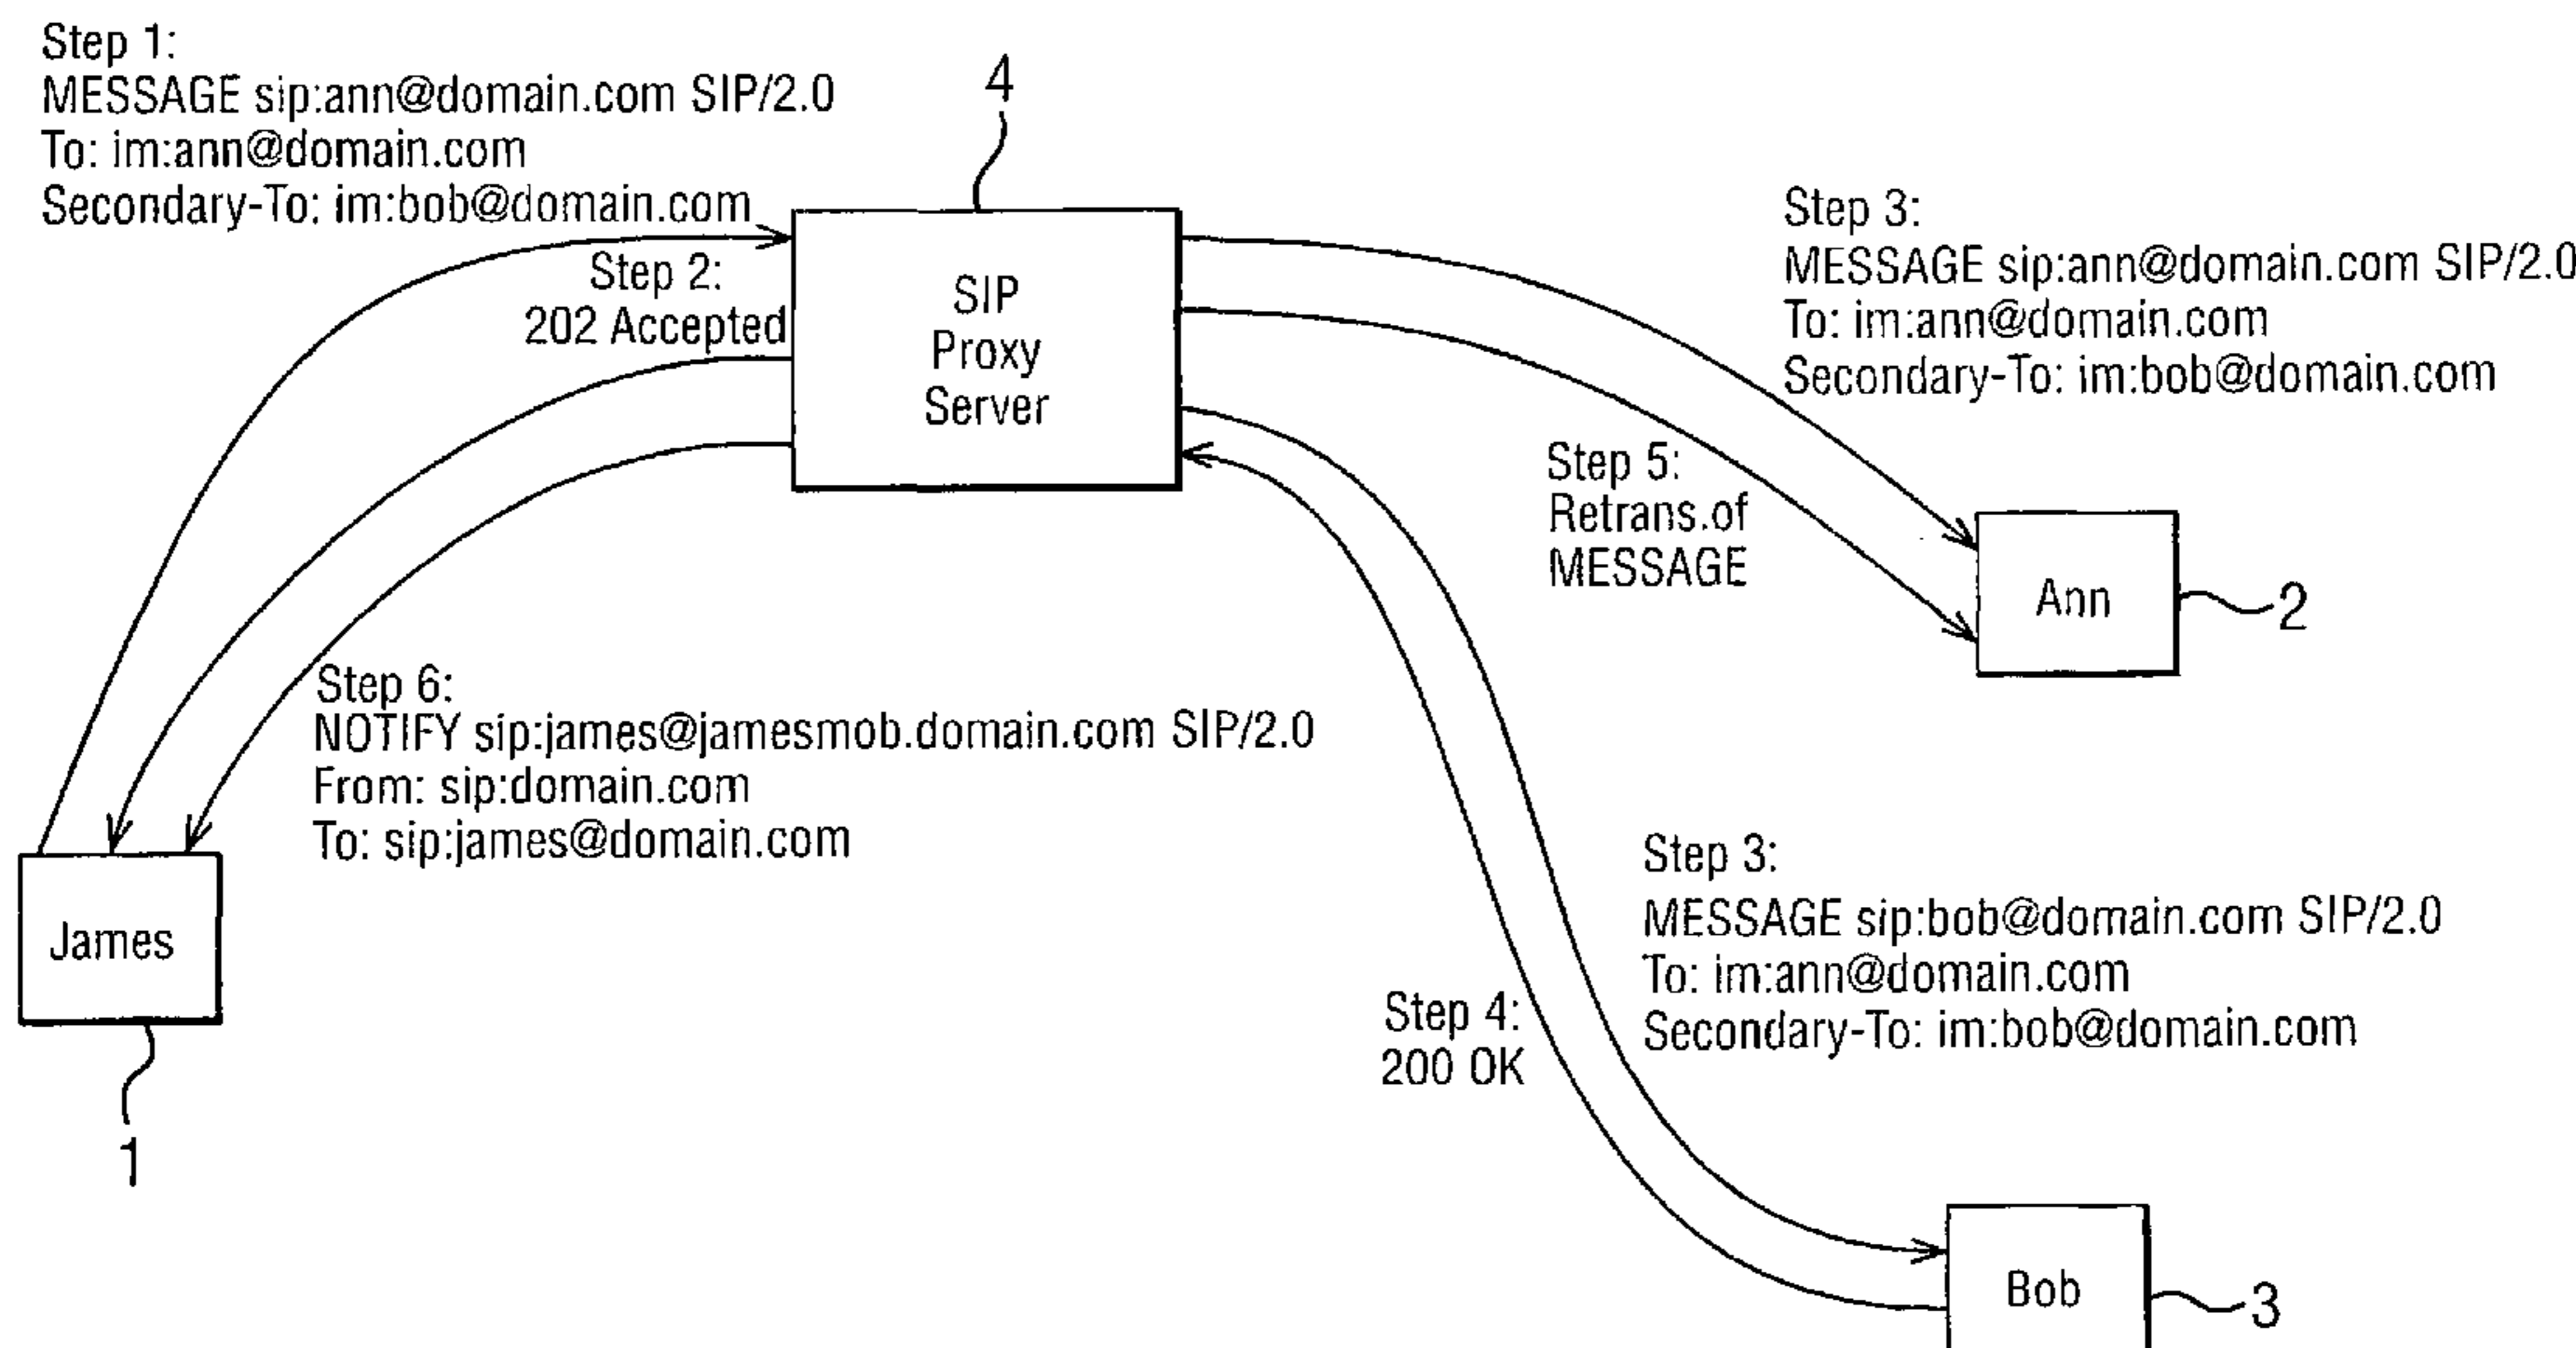 Step 1:
MESSAGE sip:ann@domain.com SIP/2.0
To: im:ann@domain.com
Secondary-To: im:bob@domain.com
4
Step 2:
202 Accepted
SIP
Proxy
Server
Step 3:
MESSAGE sip:ann@domain.com SIP/2.0
To: im:ann@domain.com
Secondary-To: im:bob@domain.com
Step 5:
Retrans.of
MESSAGE
Ann
2
Step 6:
NOTIFY sip:james@jamesmob.domain.com SIP/2.0
From: sip:domain.com
To: sip:james@domain.com
James
1
Step 3:
MESSAGE sip:bob@domain.com SIP/2.0
To: im:ann@domain.com
Secondary-To: im:bob@domain.com
Step 4:
200 OK
Bob
3